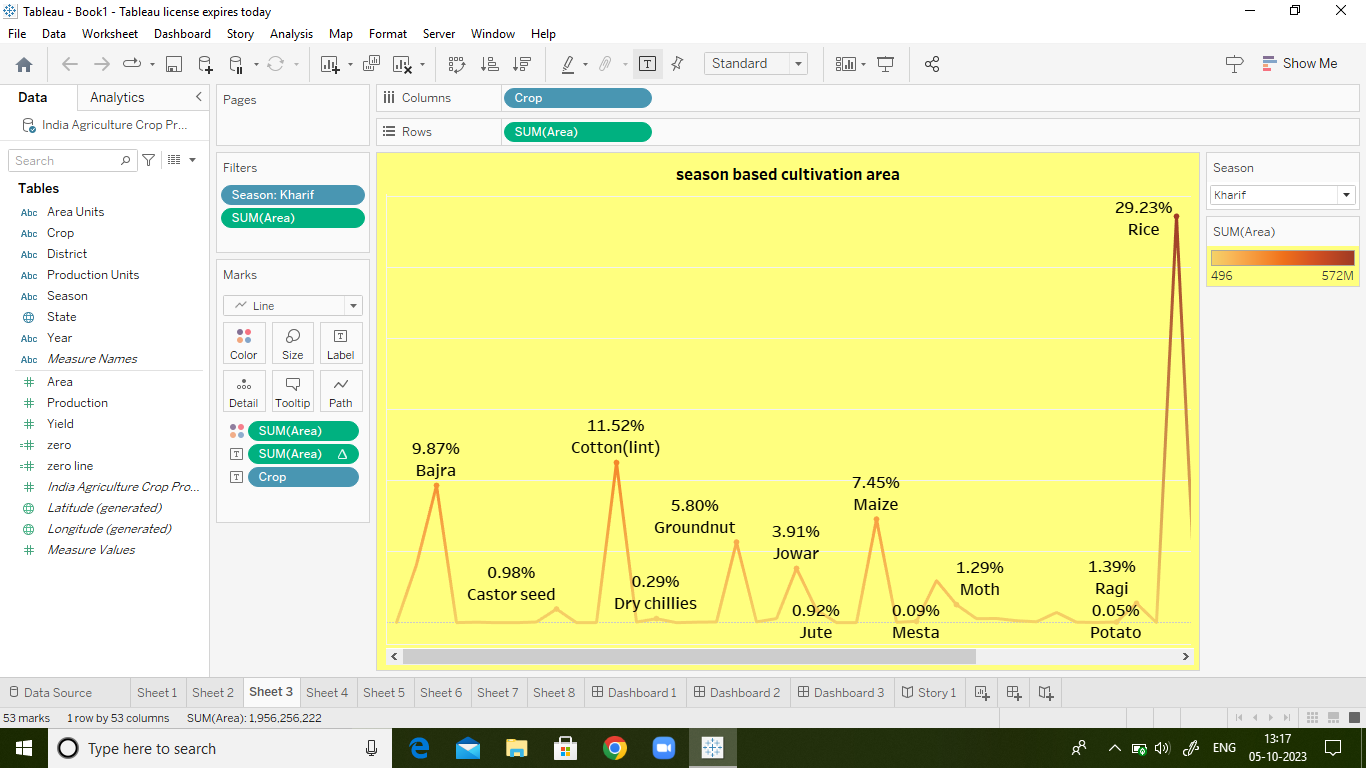 Tableau - Book1 - Tableau license expires today
File Data Worksheet Dashboard Story Analysis Map Format Server Window Help
Standard
Show Me
Data Analytics
India Agriculture Crop Pr...
Search
Tables
Abc Area Units
Abc Crop
Abc District
Abc Production Units
Abc Season
State
Abc Year
Abc Measure Names
# Area
# Production
# Yield
=# zero
=# zero line
# India Agriculture Crop Pro...
Latitude (generated)
Longitude (generated)
# Measure Values
Pages
Filters
Season: Kharif
SUM(Area)
Marks
Line
Color Size Label
Detail Tooltip Path
SUM(Area)
SUM(Area) Δ
Crop
Columns Crop
Rows SUM(Area)
season based cultivation area
29.23%
Rice
11.52%
Cotton(lint)
9.87%
Bajra
7.45%
Maize
5.80%
Groundnut
3.91%
Jowar
0.98%
Castor seed
0.29%
Dry chillies
1.29%
Moth
1.39%
Ragi
0.92%
Jute
0.09%
Mesta
0.05%
Potato
Season
Kharif
SUM(Area)
496 572M
Data Source Sheet 1 Sheet 2 Sheet 3 Sheet 4 Sheet 5 Sheet 6 Sheet 7 Sheet 8 Dashboard 1 Dashboard 2 Dashboard 3 Story 1
53 marks 1 row by 53 columns SUM(Area): 1,956,256,222
Type here to search
ENG
13:17
05-10-2023